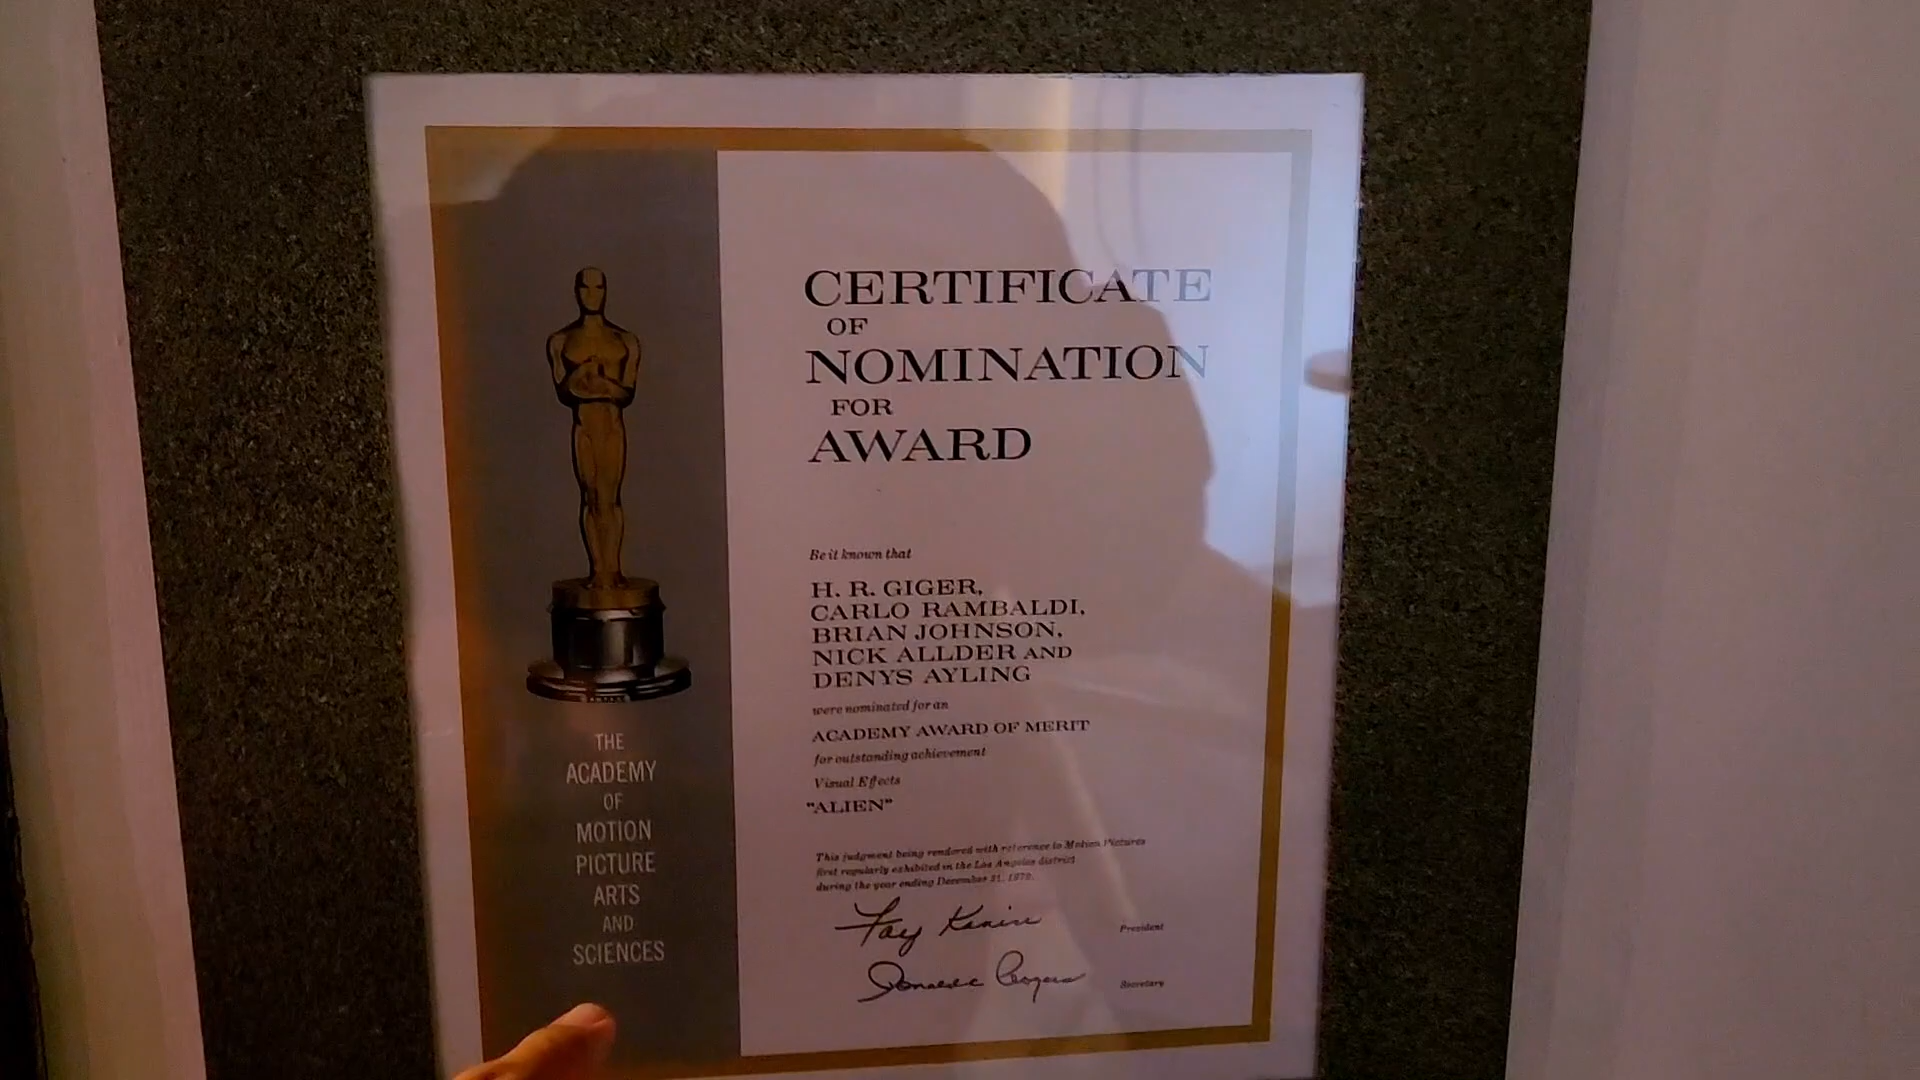 CERTIFICATE
OF
NOMINATION
FOR
AWARD
Be it known that
H. R. GIGER,
CARLO RAMBALDI,
BRIAN JOHNSON,
NICK ALLDER AND
DENYS AYLING
were nominated for an
ACADEMY AWARD OF MERIT
for outstanding achievement
Visual Effects
"ALIEN"
This judgment being rendered with reference to Motion Pictures
first regularly exhibited in the Los Angeles district
during the year ending December 31, 1979.
Fay Kanin
President
Secretary
THE
ACADEMY
OF
MOTION
PICTURE
ARTS
AND
SCIENCES